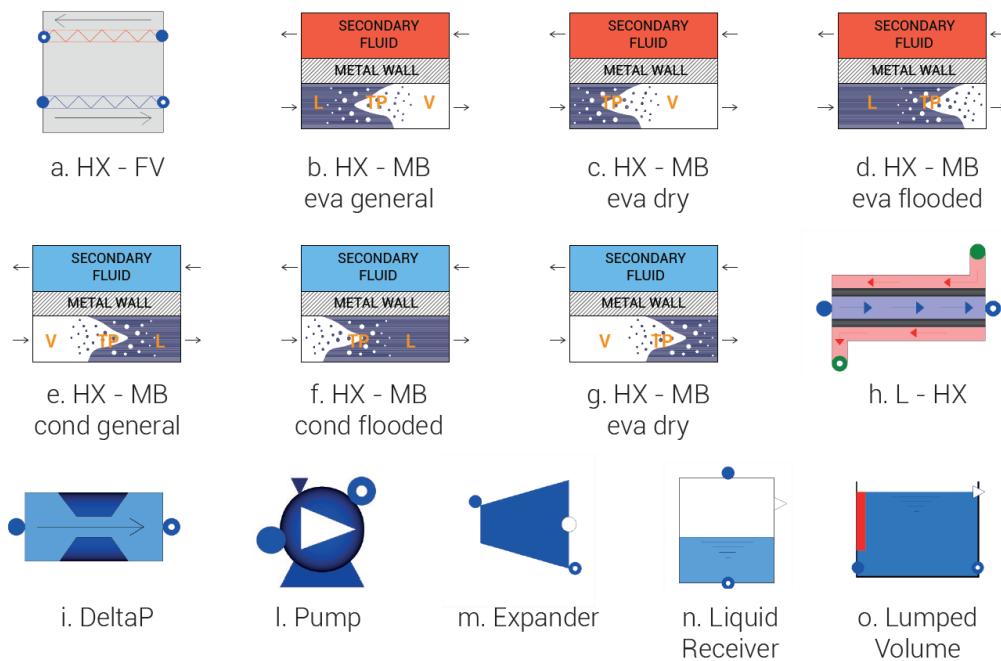 SECONDARY
FLUID
METAL WALL
L TP V
SECONDARY
FLUID
METAL WALL
TP V
SECONDARY
FLUID
METAL WALL
L TP
a. HX - FV
b. HX - MB
eva general
c. HX - MB
eva dry
d. HX - MB
eva flooded
SECONDARY
FLUID
METAL WALL
V TP L
SECONDARY
FLUID
METAL WALL
TP L
SECONDARY
FLUID
METAL WALL
V TP
e. HX - MB
cond general
f. HX - MB
cond flooded
g. HX - MB
eva dry
h. L - HX
i. DeltaP
l. Pump
m. Expander
n. Liquid
Receiver
o. Lumped
Volume